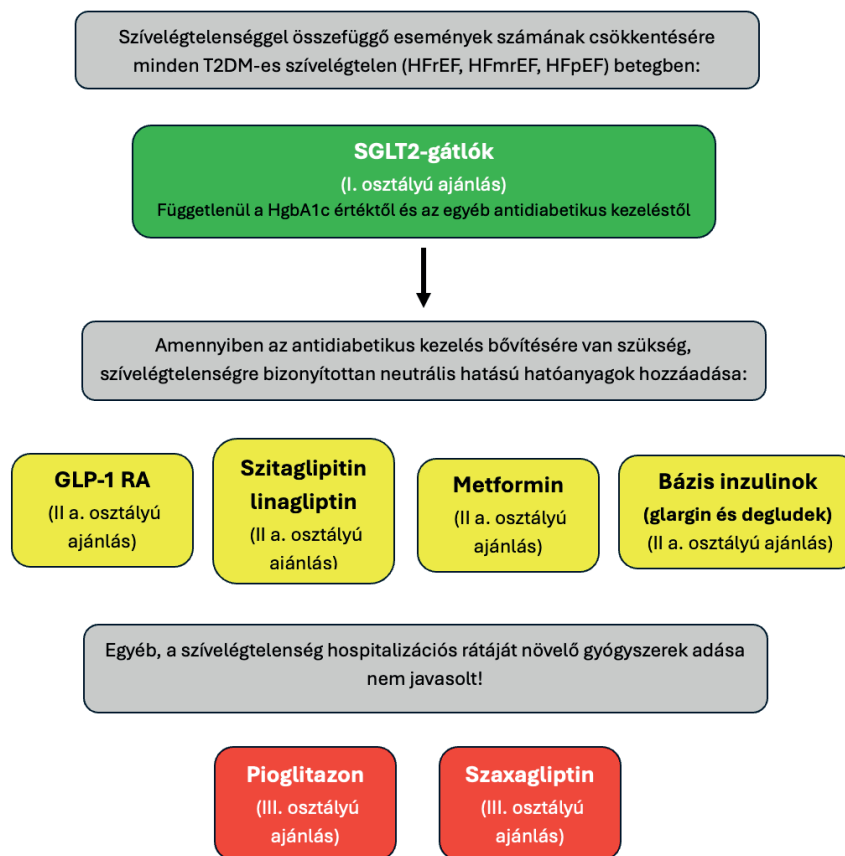 Szívelégtelenséggel összefüggő események számának csökkentésére
minden T2DM-es szívelégtelen (HFrEF, HFmrEF, HFpEF) betegben:
SGLT2-gátlók
(I. osztályú ajánlás)
Függetlenül a HgbA1c értéktől és az egyéb antidiabetikus kezeléstől
Amennyiben az antidiabetikus kezelés bővítésére van szükség,
szívelégtelenségre bizonyítottan neutrális hatású hatóanyagok hozzáadása:
GLP-1 RA
(II a. osztályú
ajánlás)
Szitaglipitin
linagliptin
(II a. osztályú
ajánlás)
Metformin
(II a. osztályú
ajánlás)
Bázis inzulinok
(glargin és degludek)
(II a. osztályú ajánlás)
Egyéb, a szívelégtelenség hospitalizációs rátáját növelő gyógyszerek adása
nem javasolt!
Pioglitazon
(III. osztályú
ajánlás)
Szaxagliptin
(III. osztályú
ajánlás)